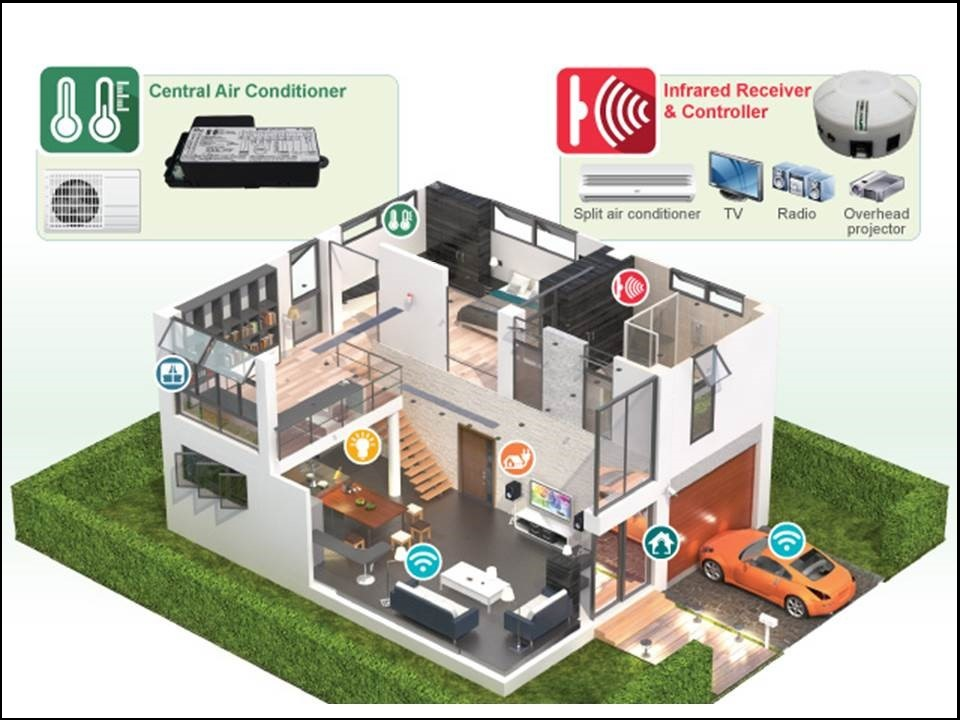 Central Air Conditioner
Infrared Receiver
& Controller
Split air conditioner
TV
Radio
Overhead
projector